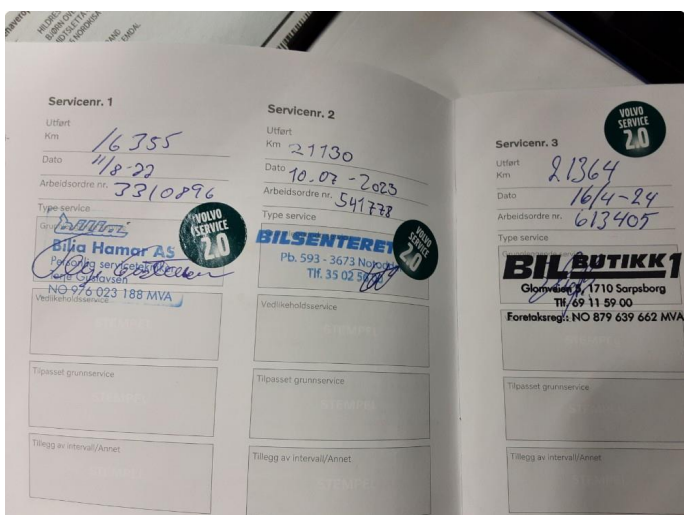 Servicenr. 1
Utført
Km 16355
Dato 11/8-22
Arbeidsordre nr. 3310896
Type service
VOLVO
SERVICE
2.0
Bilia Hamar AS
Personlig servicetekniker
Terje Gustavsen
NO 976 023 188 MVA
Vedlikeholdsservice
Tilpasset grunnservice
Tillegg av intervall/Annet
Servicenr. 2
Utført
Km 21130
Dato 10.07-2023
Arbeidsordre nr. 541778
Type service
BILSENTERET
2.0
Pb. 593 - 3673 Notodden
Tlf. 35 02
Vedlikeholdsservice
Tilpasset grunnservice
Tillegg av intervall/Annet
VOLVO
SERVICE
2.0
Servicenr. 3
Utført
Km 21364
Dato 16/4-24
Arbeidsordre nr. 613405
Type service
BILBUTIKK1
Glomveien 5, 1710 Sarpsborg
Tlf. 69 11 59 00
Foretaksreg.: NO 879 639 662 MVA
Tilpasset grunnservice
Tillegg av intervall/Annet